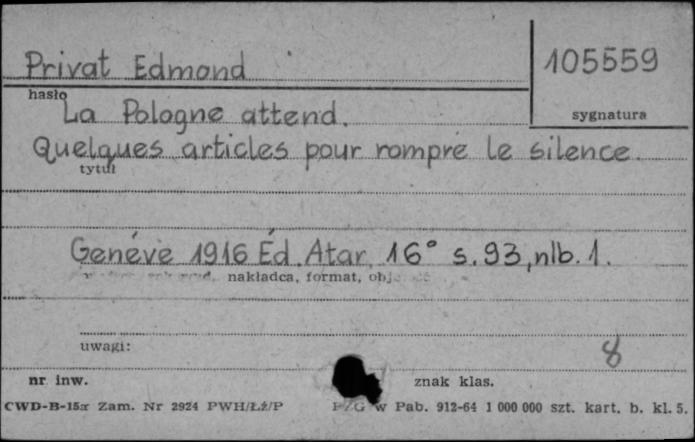 Privat Edmond
105559
hasło
sygnatura
La Pologne attend.
Quelques articles pour rompre le silence.
tytuł
Genéve 1916 Éd. Atar, 16° s. 93, nlb. 1.
nakładca, format,
uwagi:
8
nr inw.
znak klas.
CWD-B-15a Zam. Nr 2924 PWH/Łź/P
PZG w Pab. 912-64 1 000 000 szt. kart. b. kl. 5.